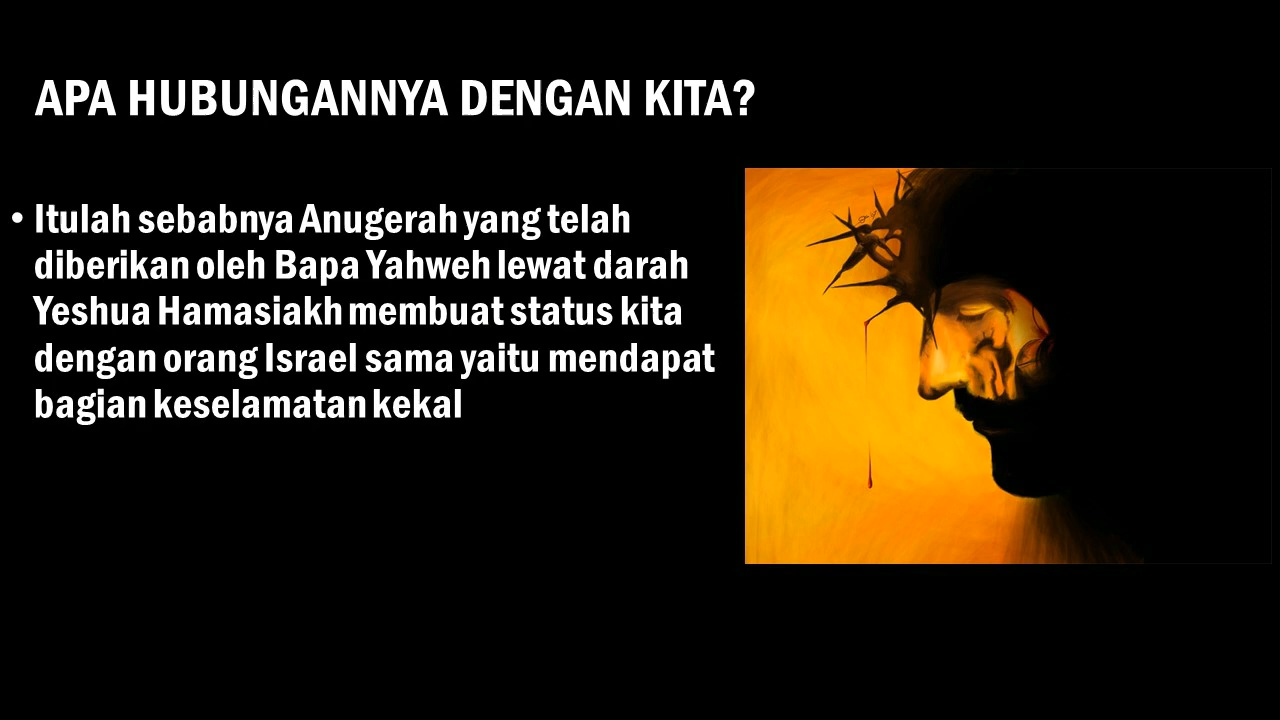 APA HUBUNGANNYA DENGAN KITA?
• Itulah sebabnya Anugerah yang telah
diberikan oleh Bapa Yahweh lewat darah
Yeshua Hamasiakh membuat status kita
dengan orang Israel sama yaitu mendapat
bagian keselamatan kekal